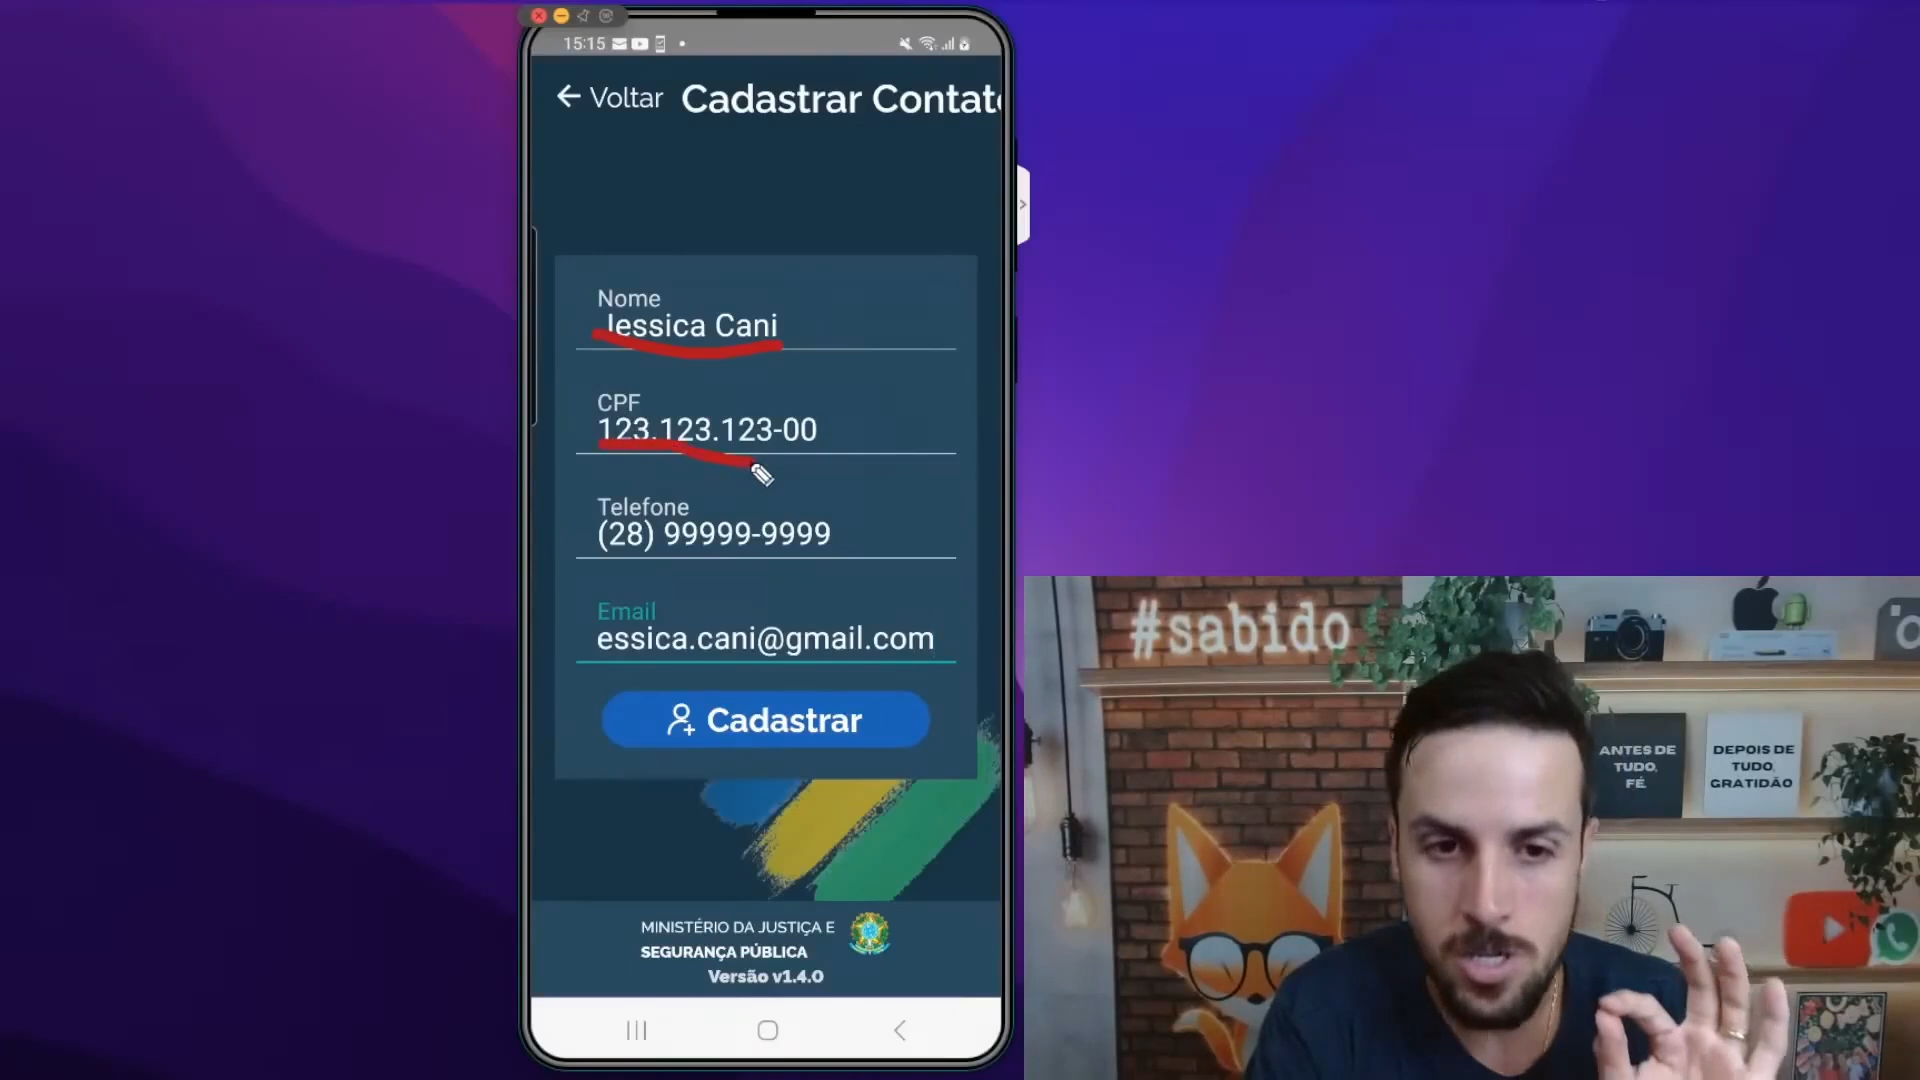 15:15
Voltar Cadastrar Contato
Nome
Jessica Cani
CPF
123.123.123-00
Telefone
(28) 99999-9999
Email
essica.cani@gmail.com
Cadastrar
MINISTÉRIO DA JUSTIÇA E
SEGURANÇA PÚBLICA
Versão v1.4.0
#sabido
ANTES DE
TUDO,
FÉ
DEPOIS DE
TUDO,
GRATIDÃO